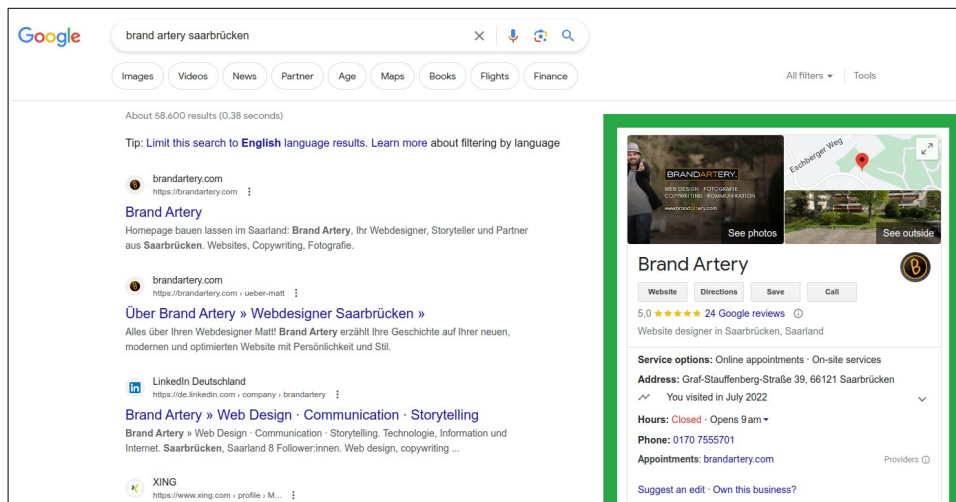 Google
brand artery saarbrücken
Images Videos News Partner Age Maps Books Flights Finance
All filters Tools
About 58.600 results (0,38 seconds)
Tip: Limit this search to English language results. Learn more about filtering by language
brandartery.com
https://brandartery.com
Brand Artery
Homepage bauen lassen im Saarland: Brand Artery, Ihr Webdesigner, Storyteller und Partner
aus Saarbrücken. Websites, Copywriting, Fotografie.
brandartery.com
https://brandartery.com › ueber-matt
Über Brand Artery » Webdesigner Saarbrücken »
Alles über Ihren Webdesigner Matt! Brand Artery erzählt Ihre Geschichte auf Ihrer neuen,
modernen und optimierten Website mit Persönlichkeit und Stil.
LinkedIn Deutschland
https://de.linkedin.com › company › brandartery
Brand Artery » Web Design · Communication · Storytelling
Brand Artery » Web Design · Communication · Storytelling. Technologie, Information und
Internet. Saarbrücken, Saarland 8 Follower:innen. Web design, copywriting ...
XING
https://www.xing.com › profile › M...
BRANDARTERY.
WEB DESIGN · FOTOGRAFIE
COPYWRITING · KOMMUNIKATION
www.brandartery.com
See photos
Eschberger Weg
See outside
Brand Artery
Website Directions Save Call
5,0 ★★★★★ 24 Google reviews
Website designer in Saarbrücken, Saarland
Service options: Online appointments · On-site services
Address: Graf-Stauffenberg-Straße 39, 66121 Saarbrücken
You visited in July 2022
Hours: Closed · Opens 9 am
Phone: 0170 7555701
Appointments: brandartery.com
Providers
Suggest an edit · Own this business?